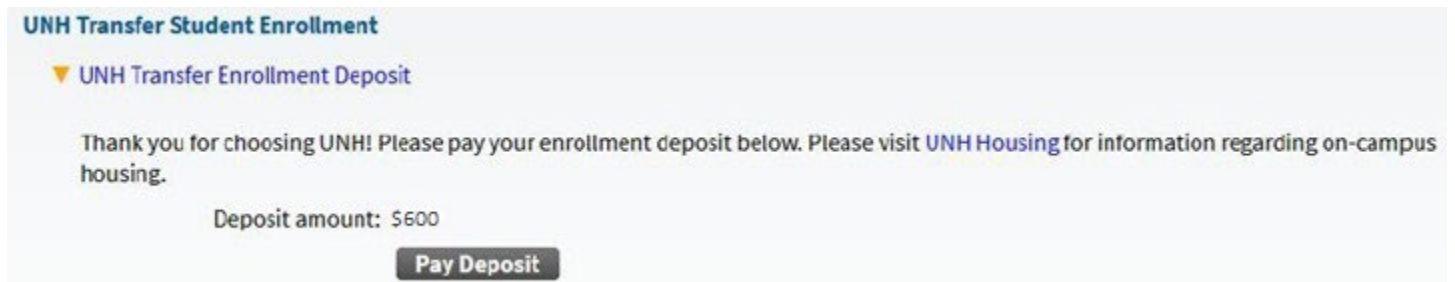 UNH Transfer Student Enrollment
UNH Transfer Enrollment Deposit
Thank you for choosing UNH! Please pay your enrollment deposit below. Please visit UNH Housing for information regarding on-campus
housing.
Deposit amount: $600
Pay Deposit